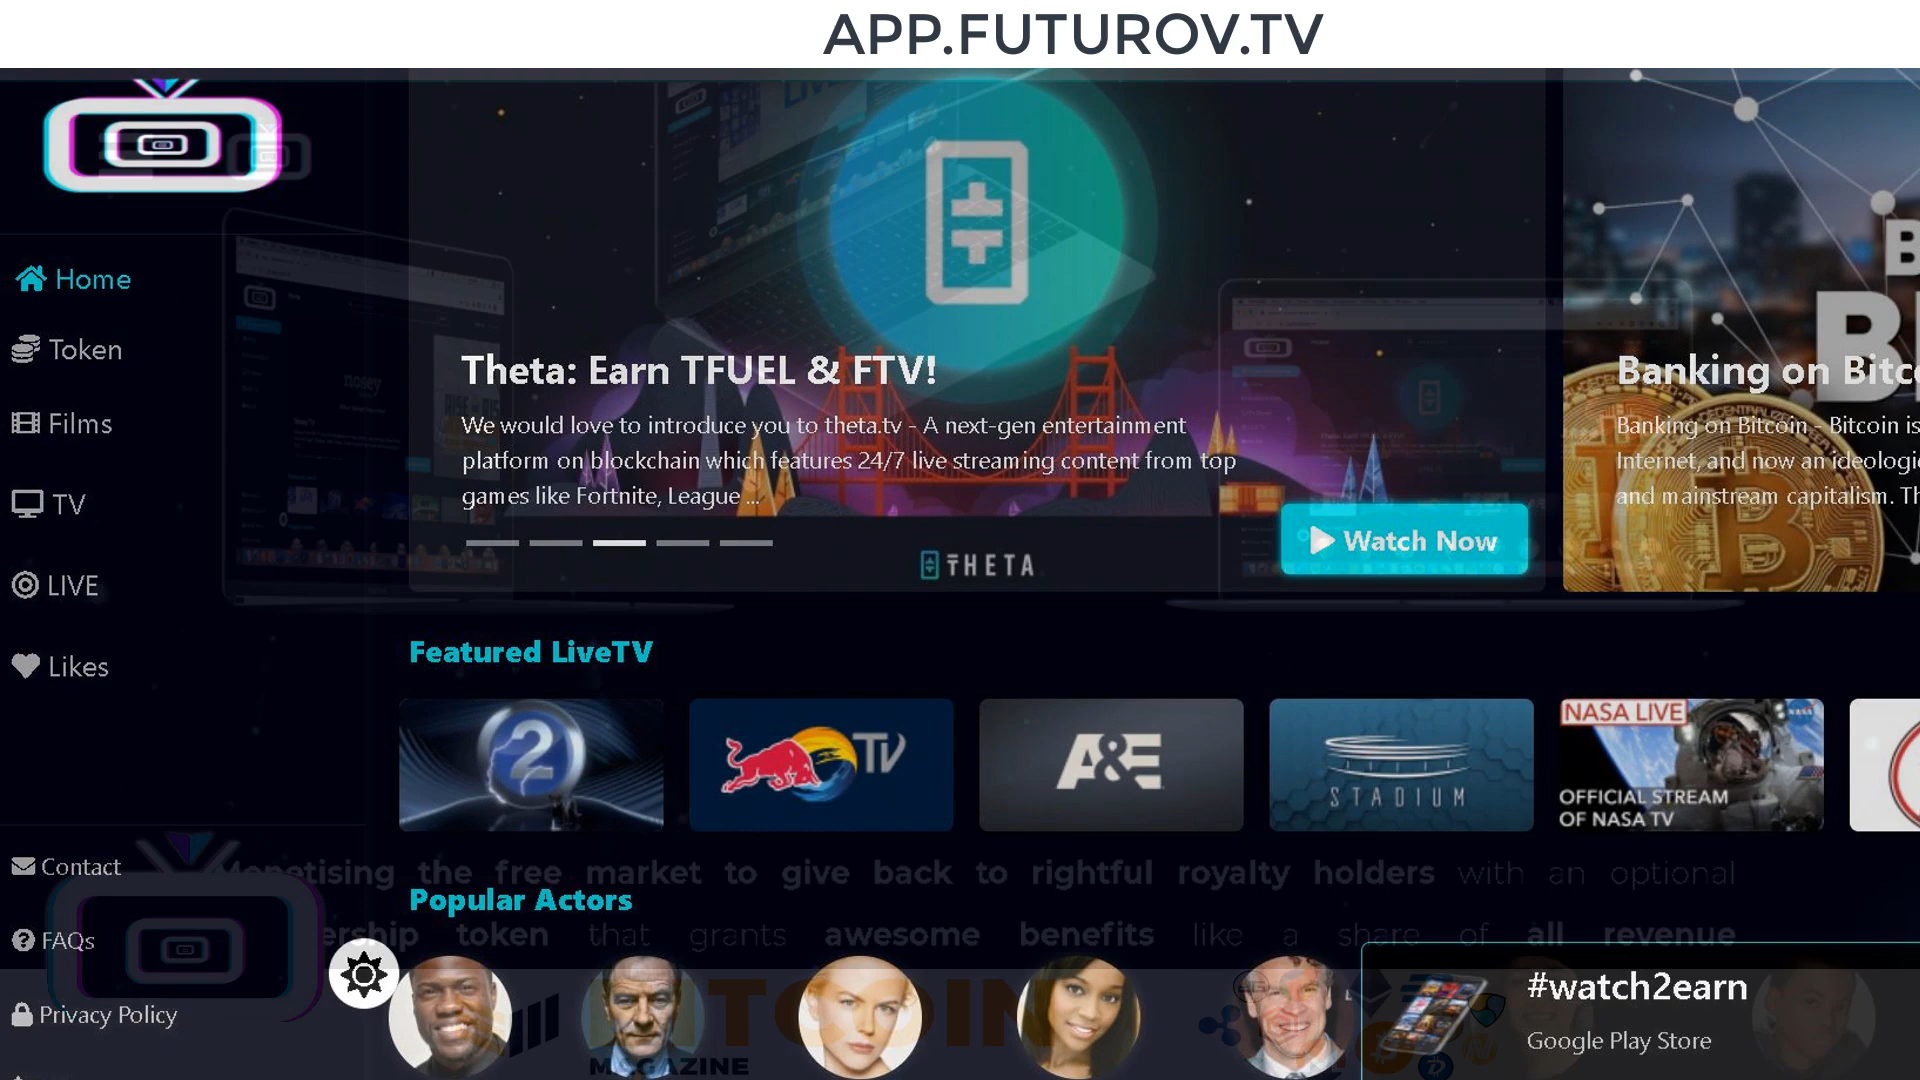 APP.FUTUROV.TV
Home
Token
Films
TV
LIVE
Likes
Contact
FAQs
Privacy Policy
Theta: Earn TFUEL & FTV!
We would love to introduce you to theta.tv - A next-gen entertainment
platform on blockchain which features 24/7 live streaming content from top
games like Fortnite, League ...
THETA
Watch Now
B
B
Banking on Bitc
Banking on Bitcoin - Bitcoin is
Internet, and now an ideologi
and mainstream capitalism. Th
Featured LiveTV
2
TV
A&E
STADIUM
NASA LIVE
OFFICIAL STREAM
OF NASA TV
Monetising the free market to give back to rightful royalty holders with an optional
ership token that grants awesome benefits like a share of all revenue
Popular Actors
MAGAZINE
#watch2earn
Google Play Store